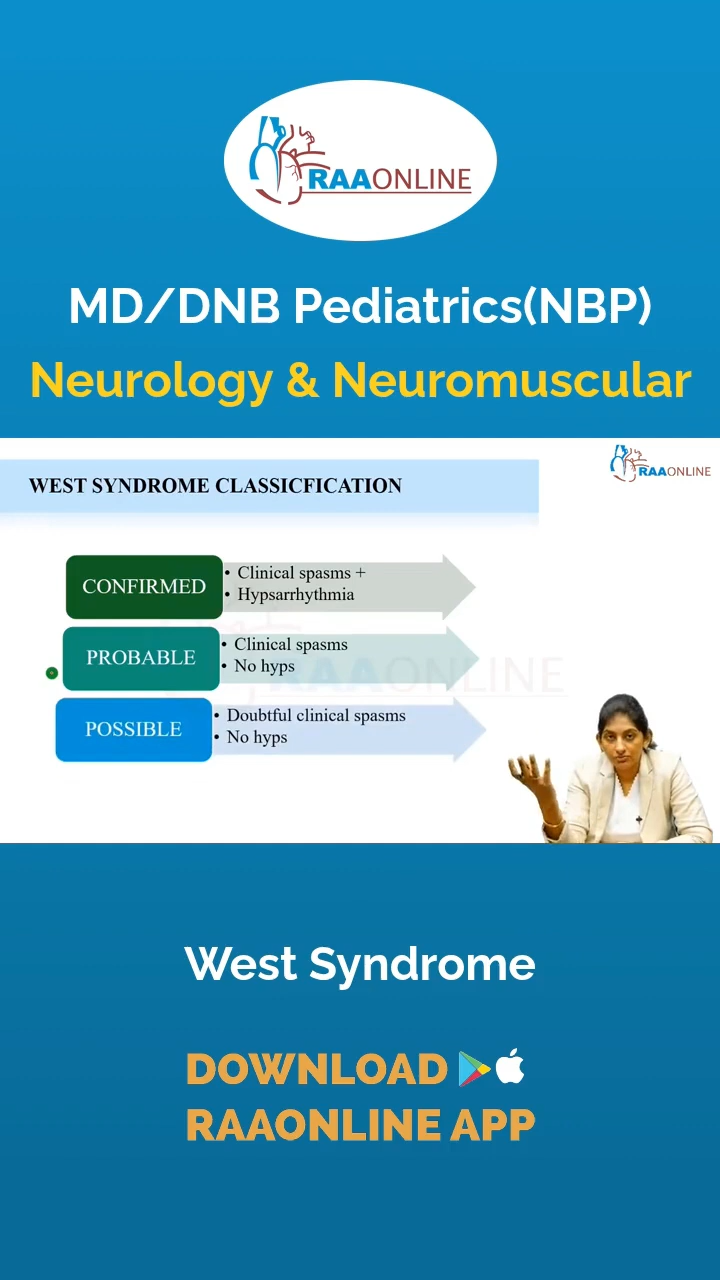 RAAONLINE
MD/DNB Pediatrics(NBP)
Neurology & Neuromuscular
RAAONLINE
WEST SYNDROME CLASSICFICATION
CONFIRMED
• Clinical spasms +
• Hypsarrhythmia
PROBABLE
• Clinical spasms
• No hyps
RAAONLINE
POSSIBLE
• Doubtful clinical spasms
• No hyps
West Syndrome
DOWNLOAD
RAAONLINE APP